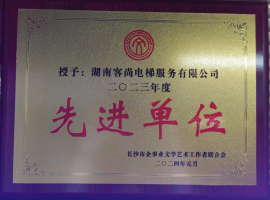 授予：湖南客尚电梯服务有限公司
二〇二三年度
先进单位
长沙市企事业文学艺术工作者联合会
二〇二四年元月